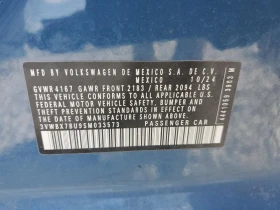 MFD BY VOLKSWAGEN DE MEXICO S.A. DE C.V.
MEXICO 10/24
GVWR 4167 GAWR FRONT 2183 / REAR 2094 LBS
THIS VEHICLE CONFORMS TO ALL APPLICABLE
FEDERAL MOTOR VEHICLE SAFETY, BUMPER AND
THEFT PREVENTION STANDARDS IN EFFECT ON THE
DATE OF MANUFACTURE SHOWN ABOVE.
3VWBX7BU9SM033573 PASSENGER CAR